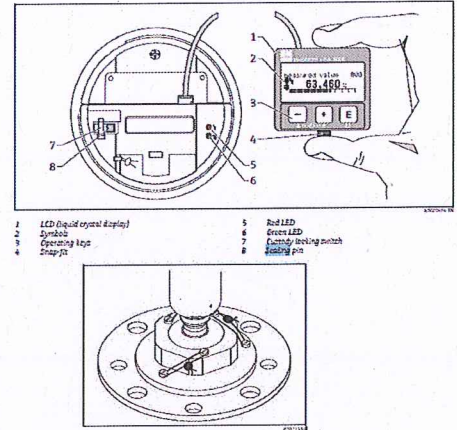 1
2
measured value 000
63.460 %
3
− + E
4
7
8
5
6
1 LCD (liquid crystal display)
2 Symbols
3 Operating keys
4 Snap-fit
5 Red LED
6 Green LED
7 Custody locking switch
8 Sealing pin